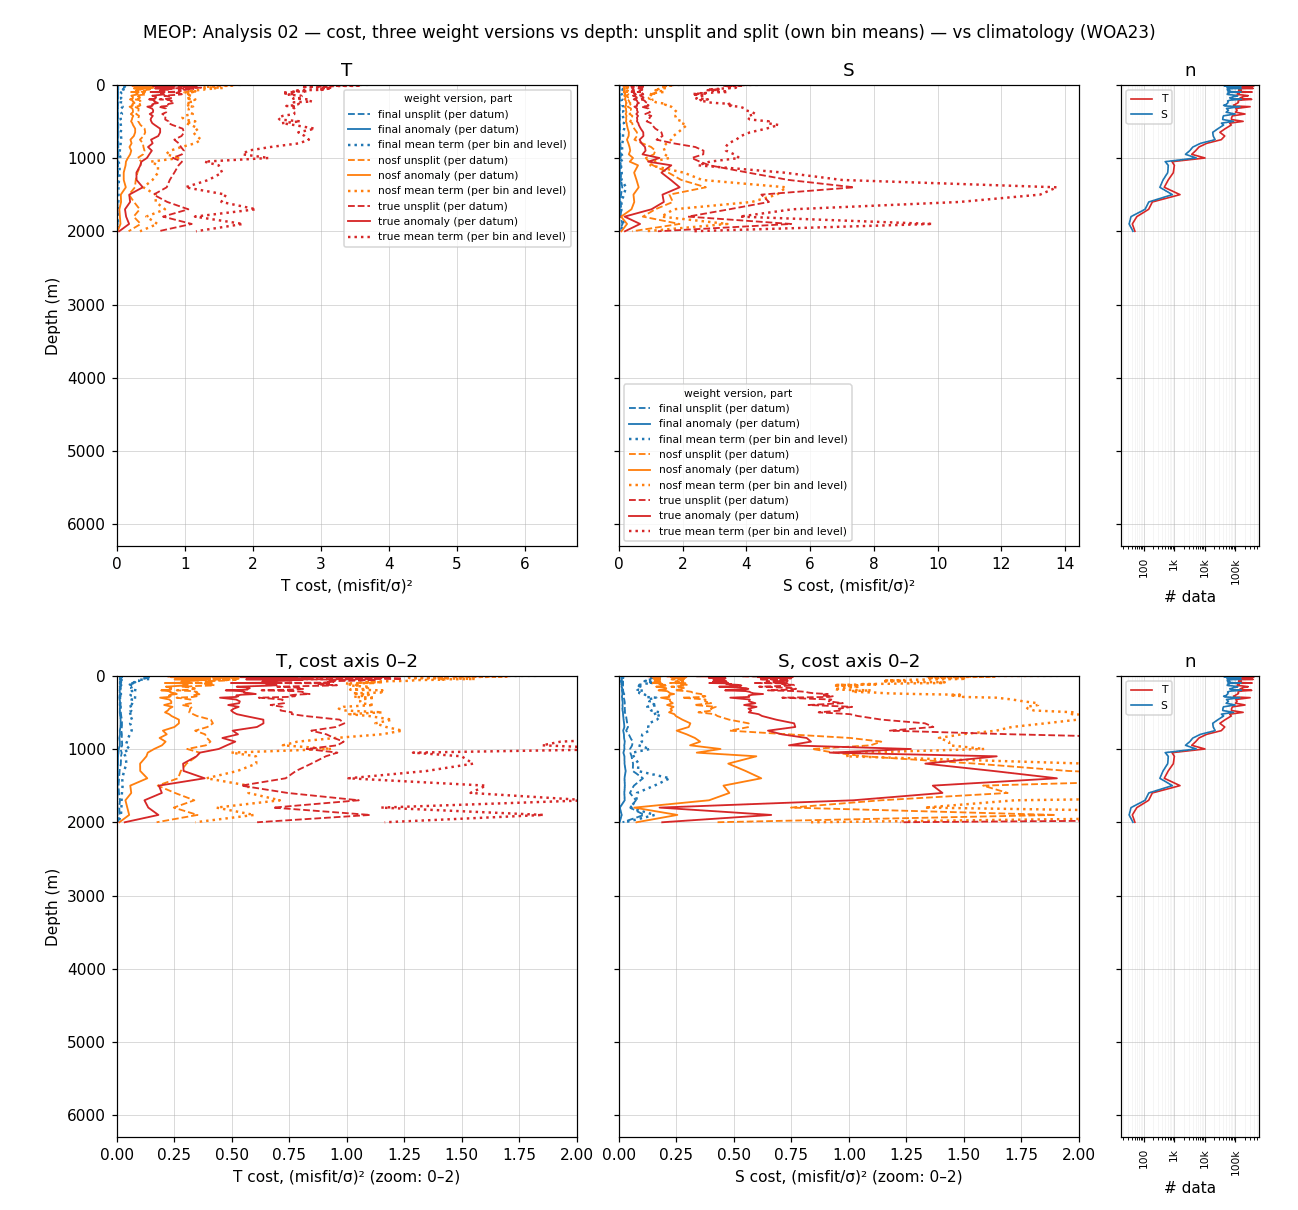 MEOP: Analysis 02 — cost, three weight versions vs depth: unsplit and split (own bin means) — vs climatology (WOA23)
T
S
n
weight version, part
final unsplit (per datum)
final anomaly (per datum)
final mean term (per bin and level)
nosf unsplit (per datum)
nosf anomaly (per datum)
nosf mean term (per bin and level)
true unsplit (per datum)
true anomaly (per datum)
true mean term (per bin and level)
weight version, part
final unsplit (per datum)
final anomaly (per datum)
final mean term (per bin and level)
nosf unsplit (per datum)
nosf anomaly (per datum)
nosf mean term (per bin and level)
true unsplit (per datum)
true anomaly (per datum)
true mean term (per bin and level)
T
S
Depth (m)
0
1000
2000
3000
4000
5000
6000
0 1 2 3 4 5 6
T cost, (misfit/σ)²
0 2 4 6 8 10 12 14
S cost, (misfit/σ)²
100 1k 10k 100k
# data
T, cost axis 0–2
S, cost axis 0–2
n
T
S
Depth (m)
0
1000
2000
3000
4000
5000
6000
0.00 0.25 0.50 0.75 1.00 1.25 1.50 1.75 2.00
T cost, (misfit/σ)² (zoom: 0–2)
0.00 0.25 0.50 0.75 1.00 1.25 1.50 1.75 2.00
S cost, (misfit/σ)² (zoom: 0–2)
100 1k 10k 100k
# data